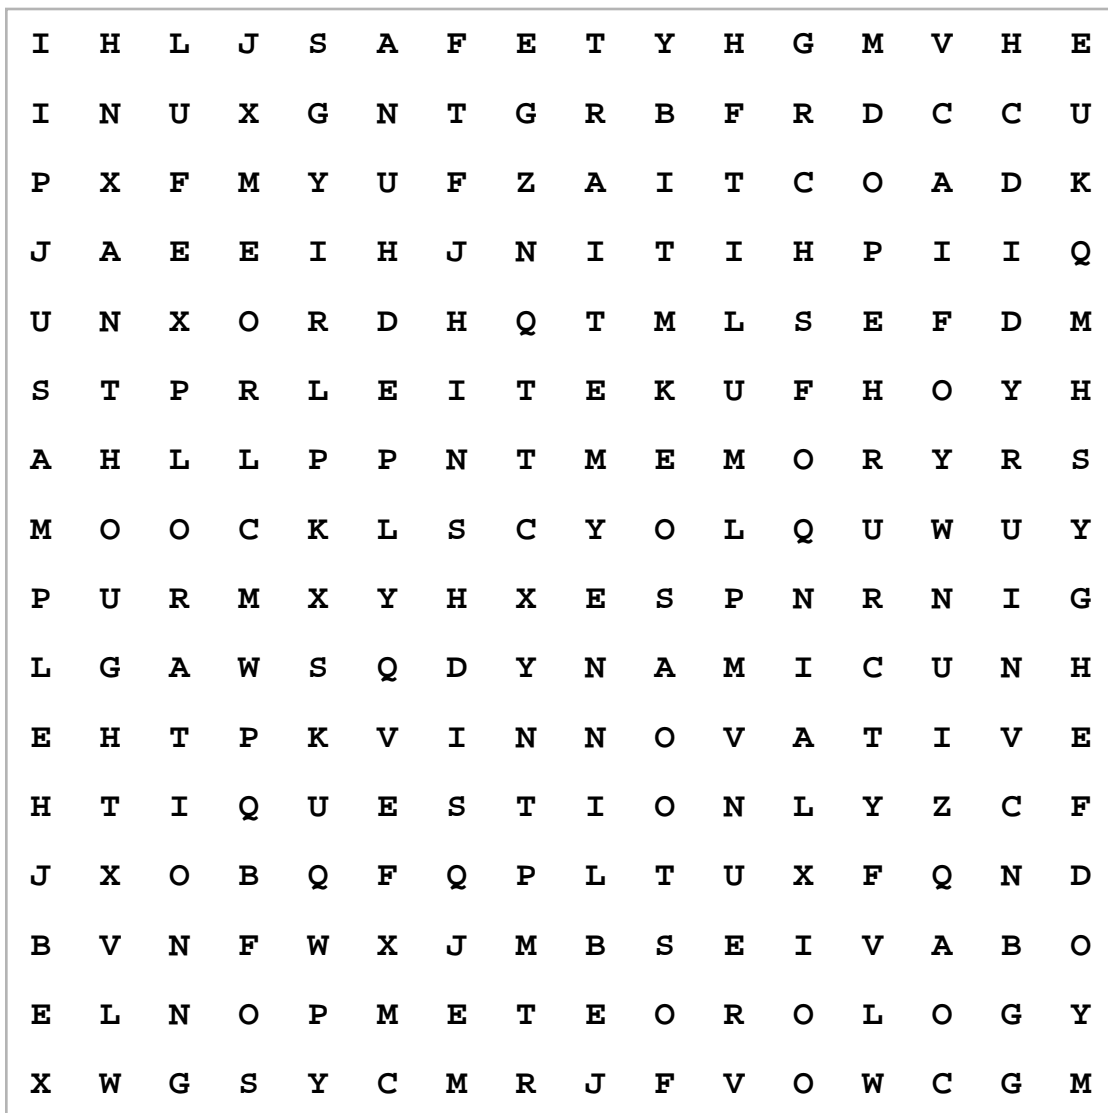 I H L J S A F E T Y H G M V H E
I N U X G N T G R B F R D C C U
P X F M Y U F Z A I T C O A D K
J A E E I H J N I T I H P I I Q
U N X O R D H Q T M L S E F D M
S T P R L E I T E K U F H O Y H
A H L L P P N T M E M O R Y R S
M O O C K L S C Y O L Q U W U Y
P U R M X Y H X E S P N R N I G
L G A W S Q D Y N A M I C U N H
E H T P K V I N N O V A T I V E
H T I Q U E S T I O N L Y Z C F
J X O B Q F Q P L T U X F Q N D
B V N F W X J M B S E I V A B O
E L N O P M E T E O R O L O G Y
X W G S Y C M R J F V O W C G M